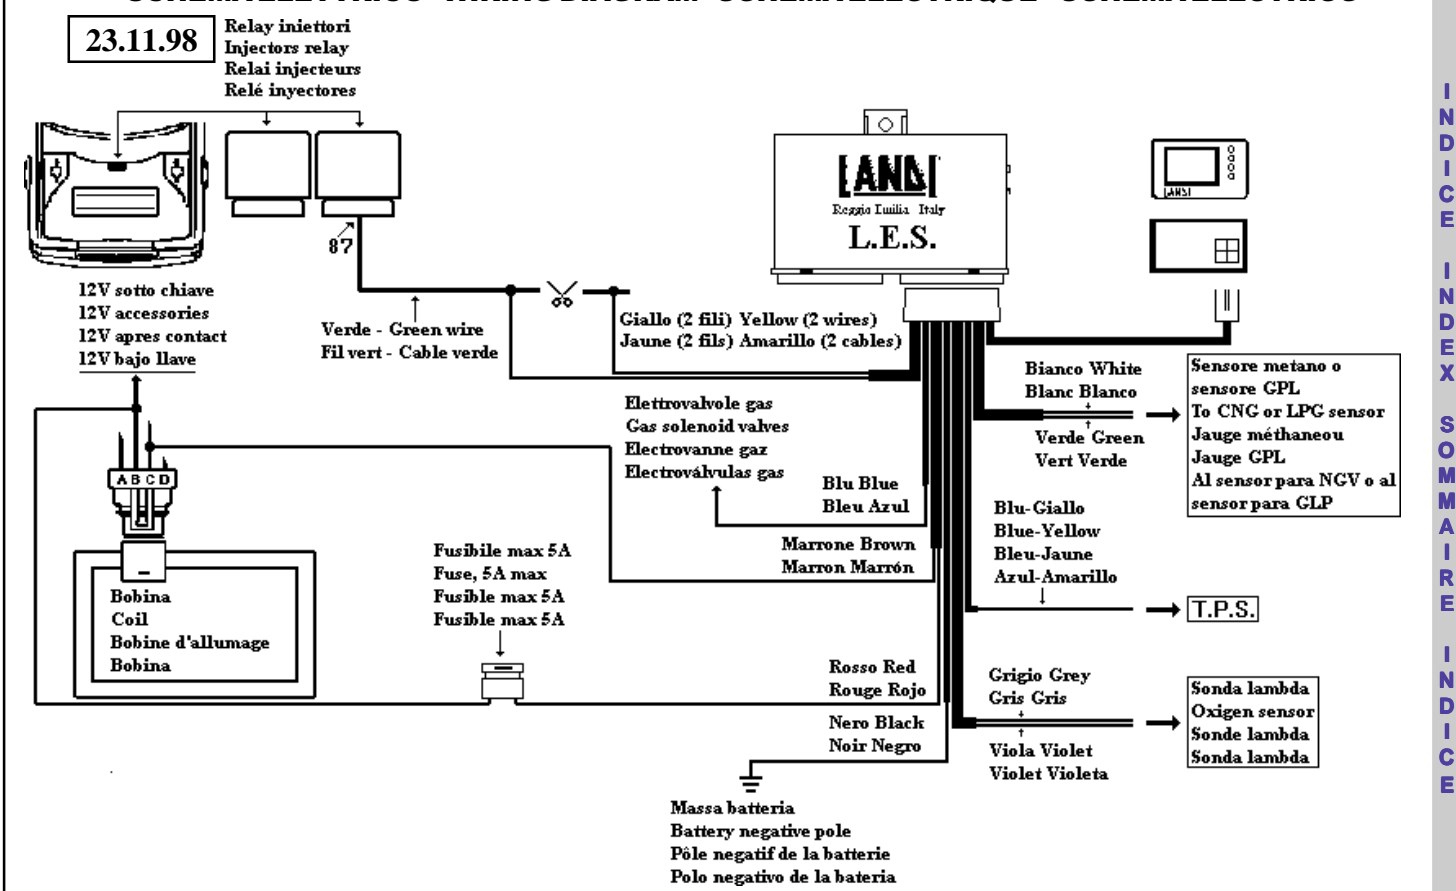 23.11.98
Relay iniettori
Injectors relay
Relai injecteurs
Relé inyectores
87
12V sotto chiave
12V accessories
12V apres contact
12V bajo llave
Verde - Green wire
Fil vert - Cable verde
LANDI
Reggio Emilia Italy
L.E.S.
LANDI
Giallo (2 fili) Yellow (2 wires)
Jaune (2 fils) Amarillo (2 cables)
Elettrovalvole gas
Gas solenoid valves
Electrovanne gaz
Electroválvulas gas
Bianco White
Blanc Blanco
Verde Green
Vert Verde
Sensore metano o
sensore GPL
To CNG or LPG sensor
Jauge méthaneou
Jauge GPL
Al sensor para NGV o al
sensor para GLP
Blu Blue
Bleu Azul
Blu-Giallo
Blue-Yellow
Bleu-Jaune
Azul-Amarillo
T.P.S.
Marrone Brown
Marron Marrón
A B C D
-
Bobina
Coil
Bobine d'allumage
Bobina
Fusibile max 5A
Fuse, 5A max
Fusible max 5A
Fusible max 5A
Rosso Red
Rouge Rojo
Nero Black
Noir Negro
Grigio Grey
Gris Gris
Viola Violet
Violet Violeta
Sonda lambda
Oxigen sensor
Sonde lambda
Sonda lambda
Massa batteria
Battery negative pole
Pôle negatif de la batterie
Polo negativo de la bateria
INDICE
INDEX
SOMMAIRE
INDICE